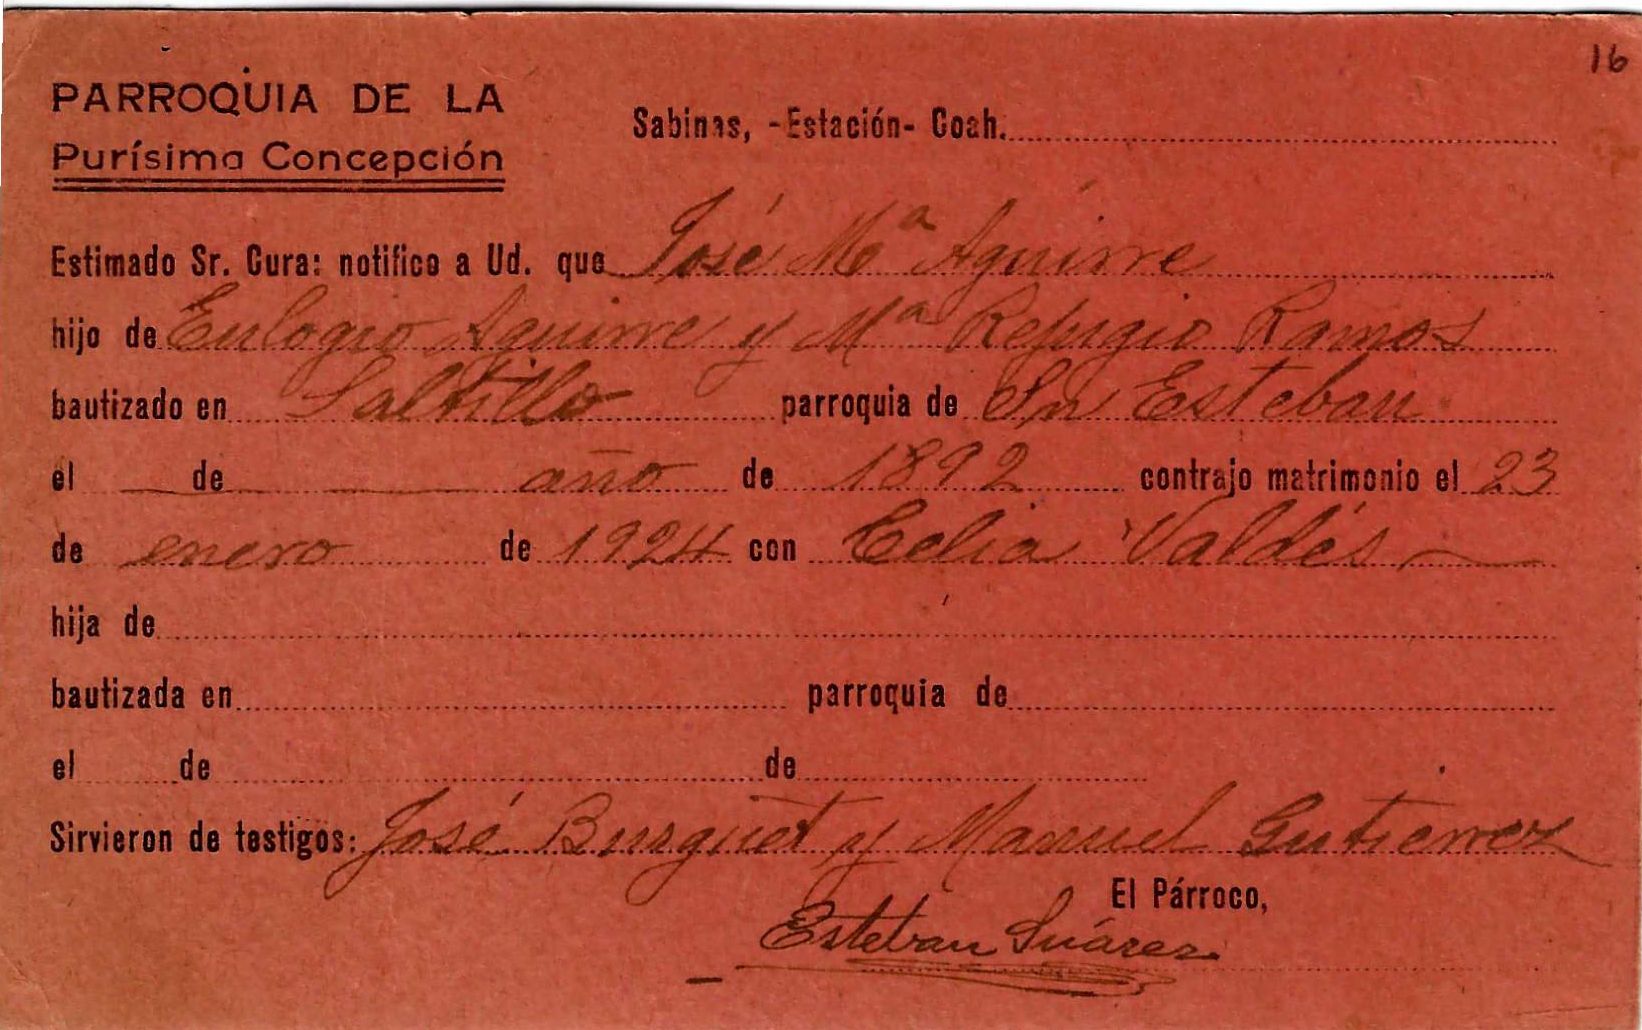 16
PARROQUIA DE LA
Purísima Concepción
Sabinas, -Estación- Coah.
Estimado Sr. Cura: notifico a Ud. que José Mª Aguirre
hijo de Eulogio Aguirre y Mª Refugio Ramos
bautizado en Saltillo parroquia de Sn Esteban
el de año de 1892 contrajo matrimonio el 23
de enero de 1924 con Celia Valdés
hija de
bautizada en parroquia de
el de de
Sirvieron de testigos: José Burguet y Manuel Gutierrez
El Párroco,
Esteban Suárez